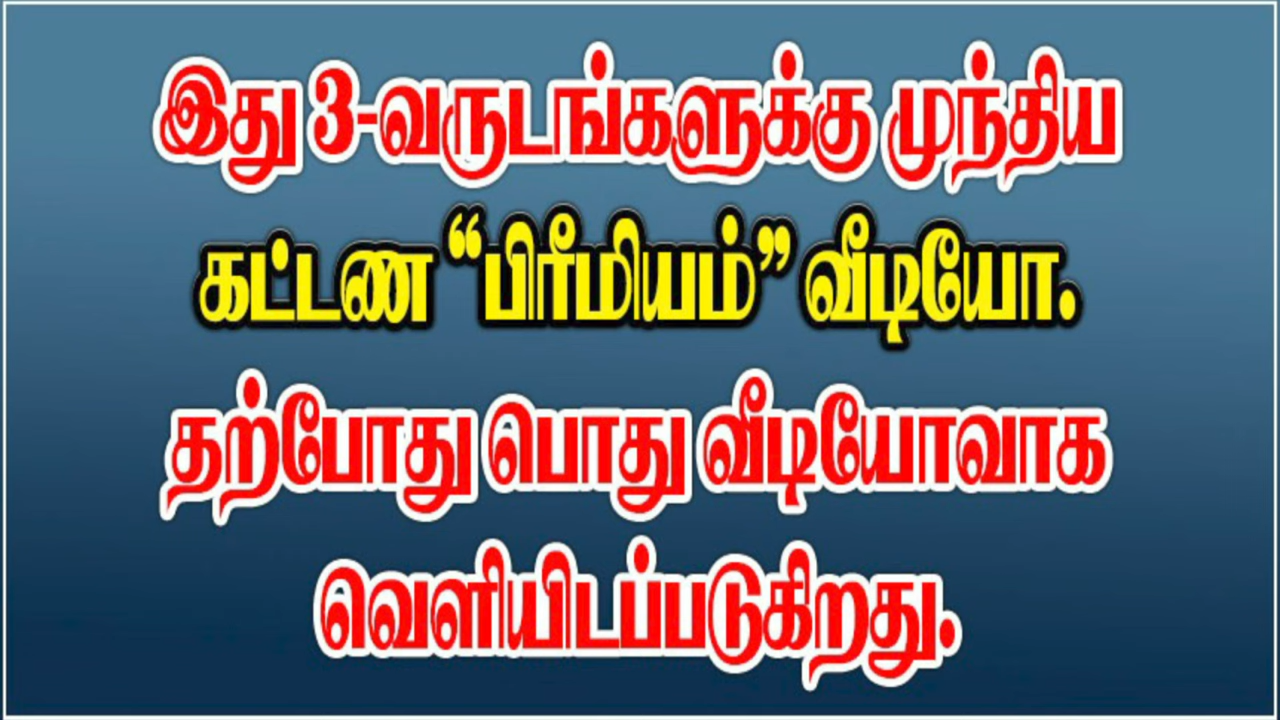 இது 3-வருடங்களுக்கு முந்திய
கட்டண “பிரீமியம்” வீடியோ.
தற்போது பொது வீடியோவாக
வெளியிடப்படுகிறது.